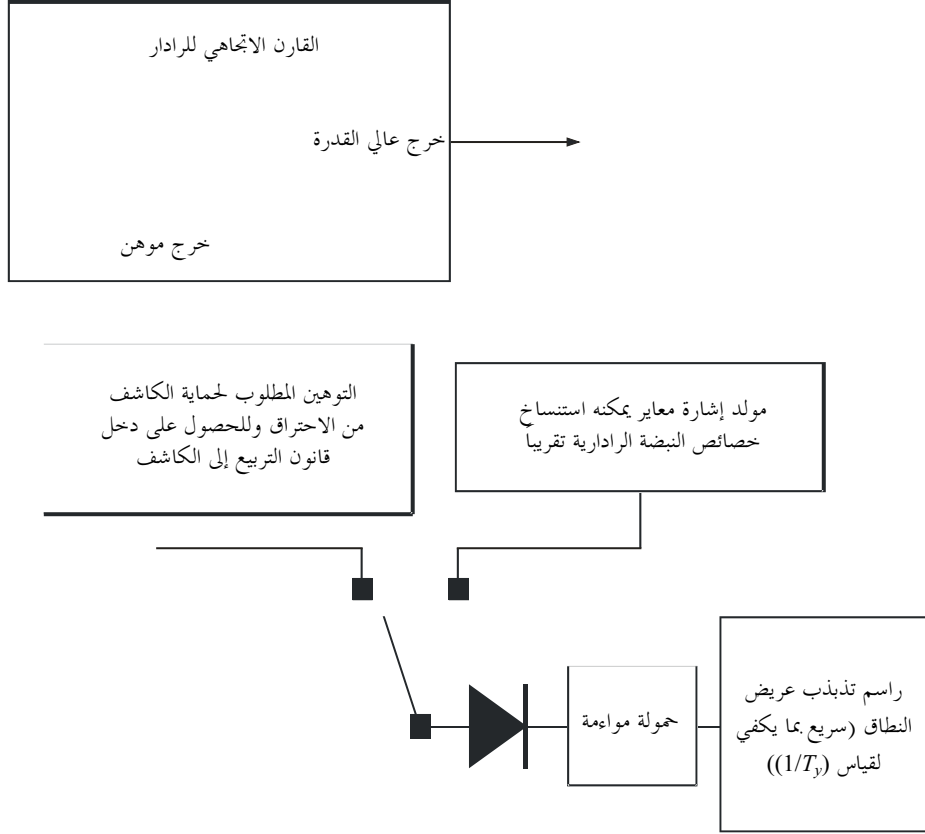 القارن الاتجاهي للرادار
خرج عالي القدرة
خرج موهن
التوهين المطلوب لحماية الكاشف
من الاحتراق وللحصول على دخل
قانون التربيع إلى الكاشف
مولد إشارة معاير يمكنه استنساخ
خصائص النبضة الرادارية تقريباً
راسم تذبذب عريض
النطاق (سريع بما يكفي
لقياس (1/Ty))
حمولة مواءمة